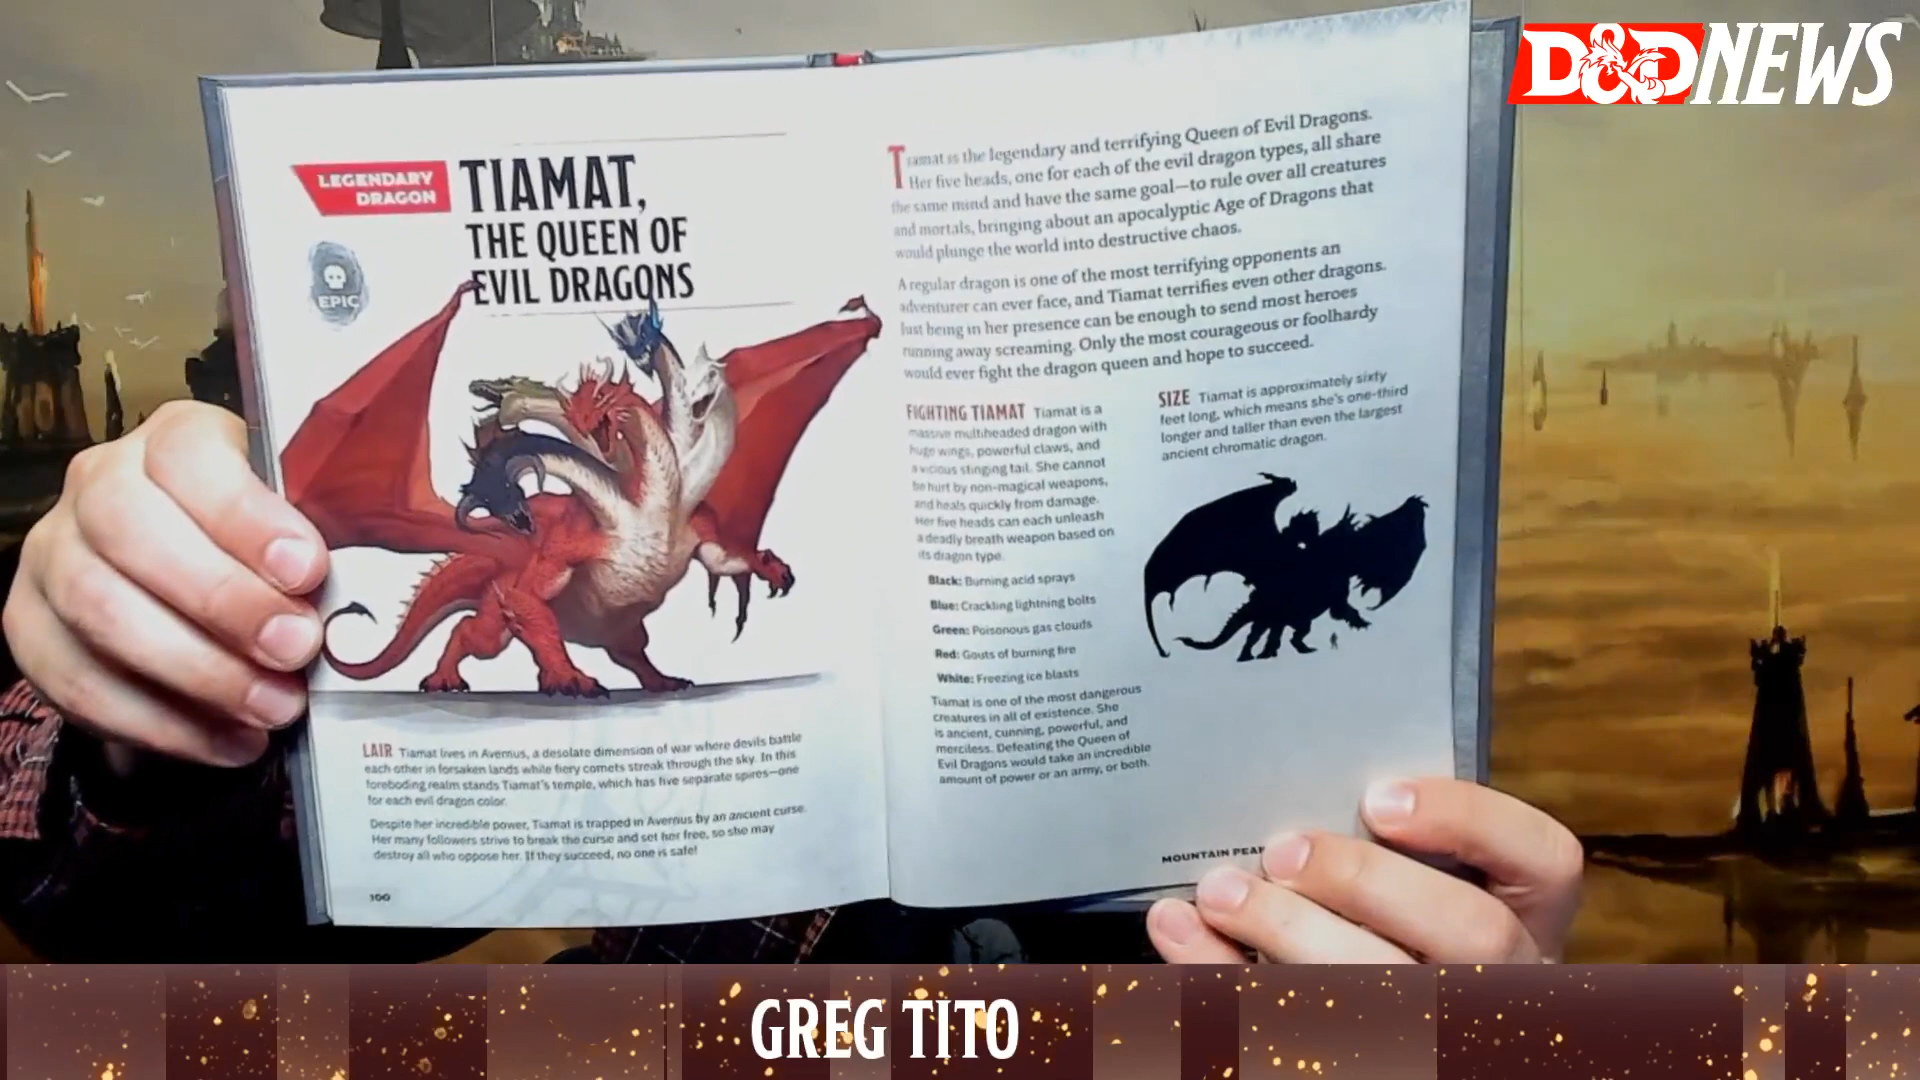 D&D NEWS
LEGENDARY
DRAGON
EPIC
TIAMAT,
THE QUEEN OF
EVIL DRAGONS
LAIR Tiamat lives in Avernus, a desolate dimension of war where devils battle
each other in forsaken lands while fiery comets streak through the sky. In this
foreboding realm stands Tiamat's temple, which has five separate spires—one
for each evil dragon color.
Despite her incredible power, Tiamat is trapped in Avernus by an ancient curse.
Her many followers strive to break the curse and set her free, so she may
destroy all who oppose her. If they succeed, no one is safe!
100
Tiamat is the legendary and terrifying Queen of Evil Dragons.
Her five heads, one for each of the evil dragon types, all share
the same mind and have the same goal—to rule over all creatures
and mortals, bringing about an apocalyptic Age of Dragons that
would plunge the world into destructive chaos.
A regular dragon is one of the most terrifying opponents an
adventurer can ever face, and Tiamat terrifies even other dragons.
Just being in her presence can be enough to send most heroes
running away screaming. Only the most courageous or foolhardy
would ever fight the dragon queen and hope to succeed.
FIGHTING TIAMAT Tiamat is a
massive multiheaded dragon with
huge wings, powerful claws, and
a vicious stinging tail. She cannot
be hurt by non-magical weapons,
and heals quickly from damage.
Her five heads can each unleash
a deadly breath weapon based on
its dragon type.
Black: Burning acid sprays
Blue: Crackling lightning bolts
Green: Poisonous gas clouds
Red: Gouts of burning fire
White: Freezing ice blasts
Tiamat is one of the most dangerous
creatures in all of existence. She
is ancient, cunning, powerful, and
merciless. Defeating the Queen of
Evil Dragons would take an incredible
amount of power or an army, or both.
SIZE Tiamat is approximately sixty
feet long, which means she's one-third
longer and taller than even the largest
ancient chromatic dragon.
MOUNTAIN PEA
GREG TITO